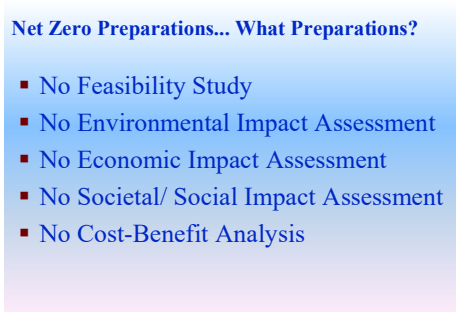 Net Zero Preparations... What Preparations?
▪ No Feasibility Study
▪ No Environmental Impact Assessment
▪ No Economic Impact Assessment
▪ No Societal/ Social Impact Assessment
▪ No Cost-Benefit Analysis